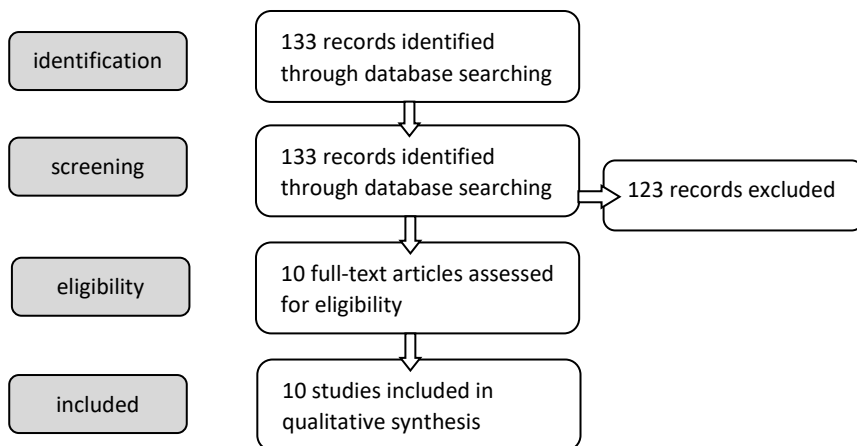 identification
133 records identified
through database searching
screening
133 records identified
through database searching
123 records excluded
eligibility
10 full-text articles assessed
for eligibility
included
10 studies included in
qualitative synthesis